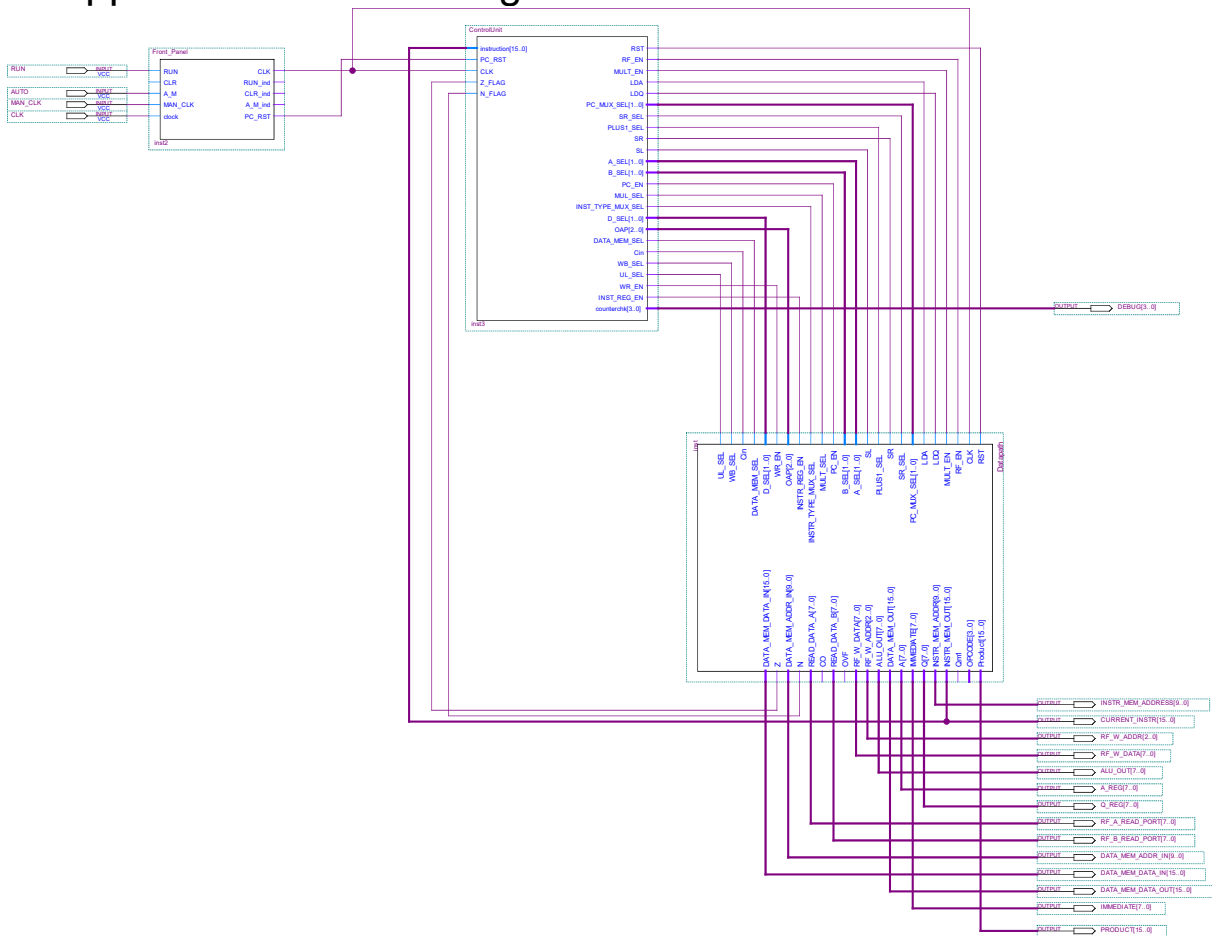 RUN
INPUT
VCC
AUTO
INPUT
VCC
MAN_CLK
INPUT
VCC
CLK
INPUT
VCC
Front_Panel
RUN
CLR
A_M
MAN_CLK
clock
CLK
RUN_ind
CLR_ind
A_M_ind
PC_RST
inst2
ControlUnit
instruction[15..0]
PC_RST
CLK
Z_FLAG
N_FLAG
RST
RF_EN
MULT_EN
LDA
LDQ
PC_MUX_SEL[1..0]
SR_SEL
PLUS1_SEL
SR
SL
A_SEL[1..0]
B_SEL[1..0]
PC_EN
MUL_SEL
INST_TYPE_MUX_SEL
D_SEL[1..0]
OAP[2..0]
DATA_MEM_SEL
Cin
WB_SEL
UL_SEL
WR_EN
INST_REG_EN
counterchk[3..0]
inst3
OUTPUT
DEBUG[3..0]
inst
Datapath
UL_SEL
WB_SEL
Cin
DATA_MEM_SEL
D_SEL[1..0]
WR_EN
OAP[2..0]
INSTR_REG_EN
INSTR_TYPE_MUX_SEL
MULT_SEL
PC_EN
B_SEL[1..0]
A_SEL[1..0]
SL
PLUS1_SEL
SR
SR_SEL
PC_MUX_SEL[1..0]
LDA
LDQ
MULT_EN
RF_EN
CLK
RST
DATA_MEM_DATA_IN[15..0]
Z
DATA_MEM_ADDR_IN[9..0]
N
READ_DATA_A[7..0]
CO
READ_DATA_B[7..0]
OVF
RF_W_DATA[7..0]
RF_W_ADDR[2..0]
ALU_OUT[7..0]
DATA_MEM_OUT[15..0]
A[7..0]
IMMEDIATE[7..0]
Q[7..0]
INSTR_MEM_ADDR[9..0]
INSTR_MEM_OUT[15..0]
Qm1
OPCODE[3..0]
Product[15..0]
OUTPUT
INSTR_MEM_ADDRESS[9..0]
OUTPUT
CURRENT_INSTR[15..0]
OUTPUT
RF_W_ADDR[2..0]
OUTPUT
RF_W_DATA[7..0]
OUTPUT
ALU_OUT[7..0]
OUTPUT
A_REG[7..0]
OUTPUT
Q_REG[7..0]
OUTPUT
RF_A_READ_PORT[7..0]
OUTPUT
RF_B_READ_PORT[7..0]
OUTPUT
DATA_MEM_ADDR_IN[9..0]
OUTPUT
DATA_MEM_DATA_IN[15..0]
OUTPUT
DATA_MEM_DATA_OUT[15..0]
OUTPUT
IMMEDIATE[7..0]
OUTPUT
PRODUCT[15..0]